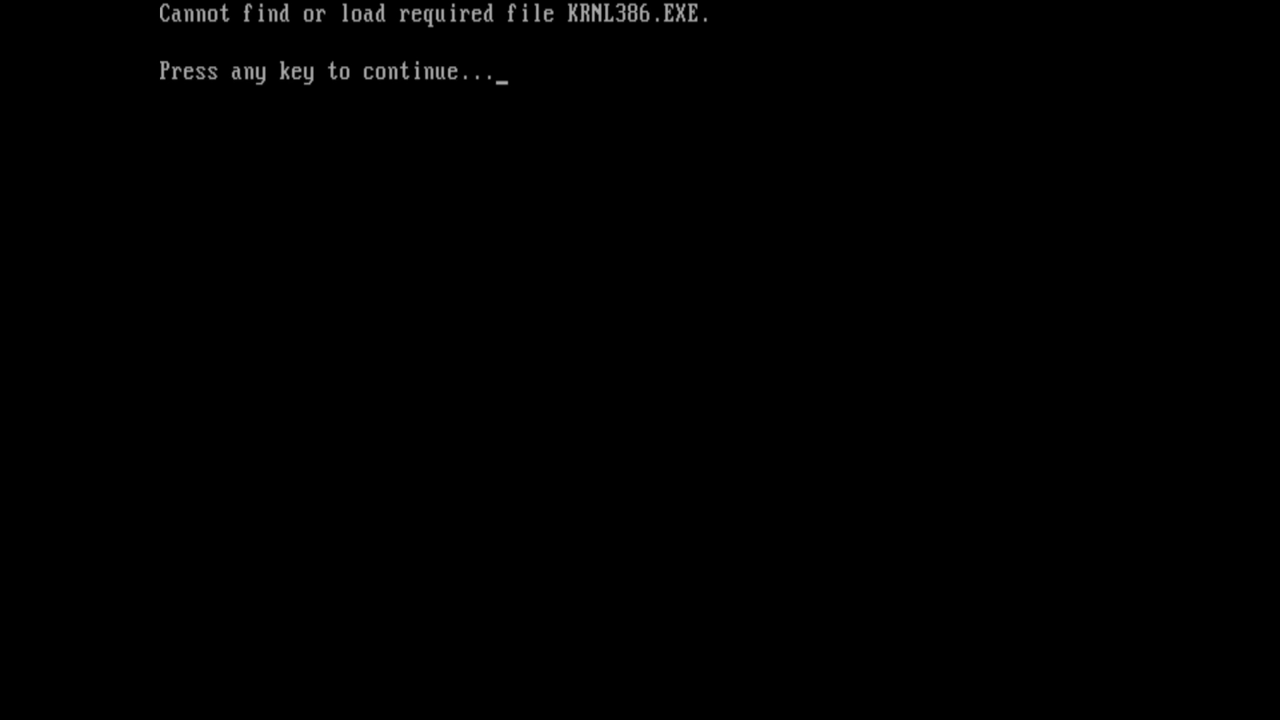 Cannot find or load required file KRNL386.EXE.
Press any key to continue..._